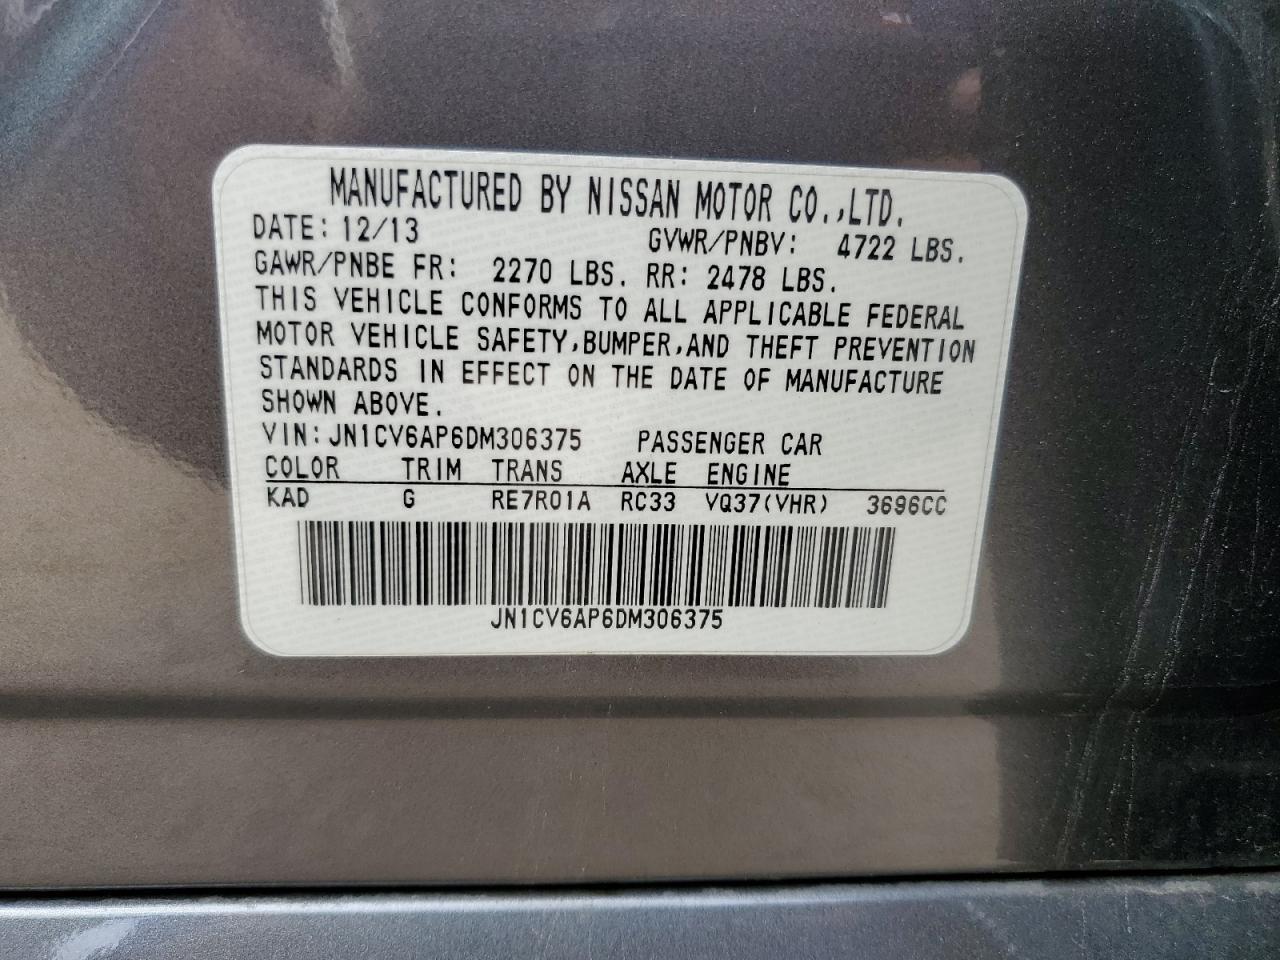 MANUFACTURED BY NISSAN MOTOR CO.,LTD.
DATE: 12/13 GVWR/PNBV: 4722 LBS.
GAWR/PNBE FR: 2270 LBS. RR: 2478 LBS.
THIS VEHICLE CONFORMS TO ALL APPLICABLE FEDERAL
MOTOR VEHICLE SAFETY,BUMPER,AND THEFT PREVENTION
STANDARDS IN EFFECT ON THE DATE OF MANUFACTURE
SHOWN ABOVE.
VIN: JN1CV6AP6DM306375 PASSENGER CAR
COLOR TRIM TRANS AXLE ENGINE
KAD G RE7R01A RC33 VQ37(VHR) 3696CC
JN1CV6AP6DM306375